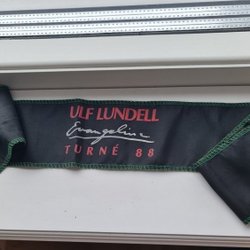 ULF LUNDELL
Evangeline
TURNÉ 88